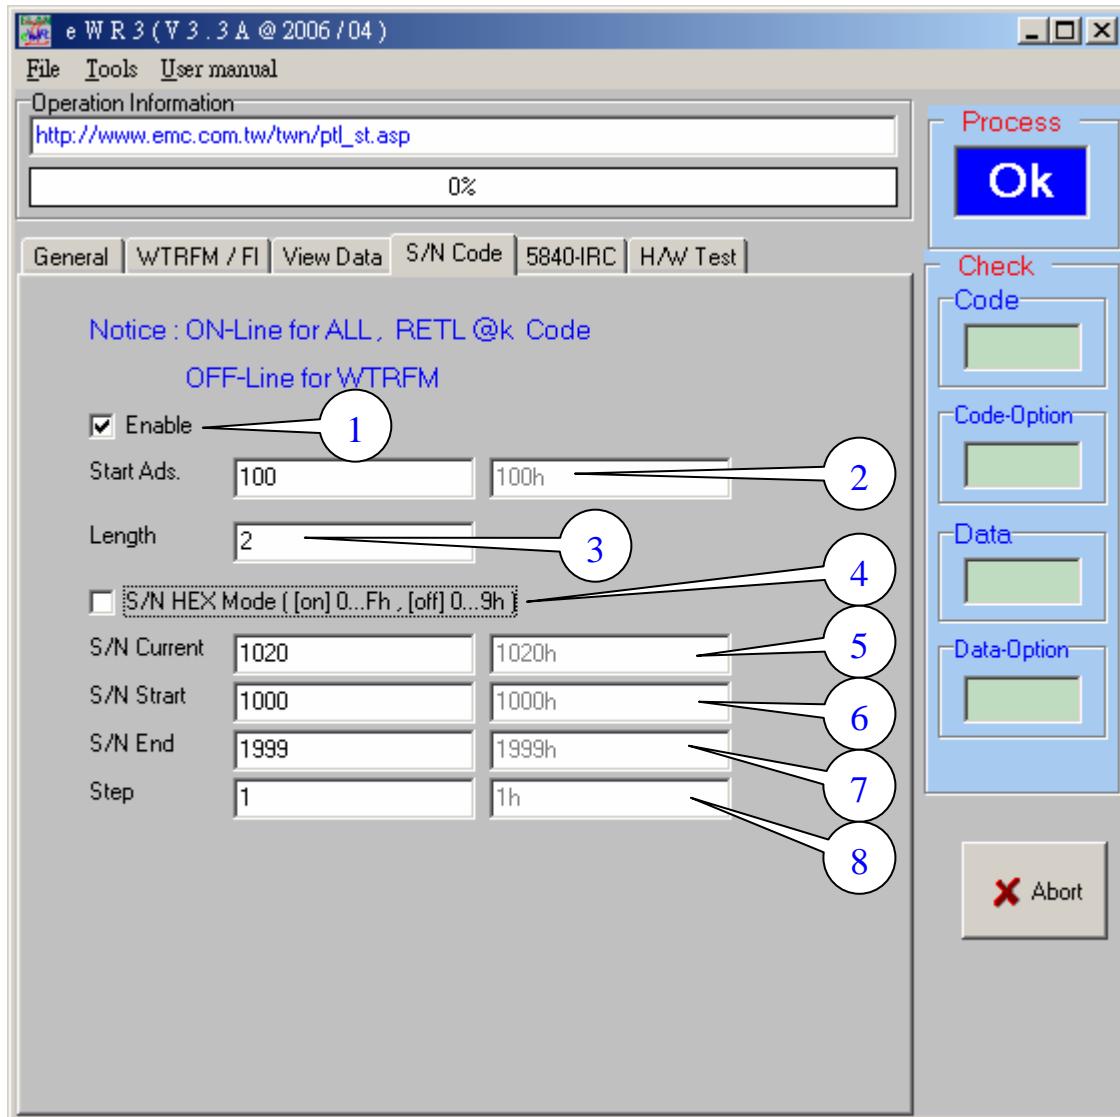 eWR3(V3.3A@2006/04)
File Tools User manual
Operation Information
http://www.emc.com.tw/twn/ptl_st.asp
0%
Process
Ok
General WTRFM / FI View Data S/N Code 5840-IRC H/W Test
Notice : ON-Line for ALL , RETL @k Code
OFF-Line for WTRFM
Enable 1
Start Ads. 100 100h 2
Length 2 3
S/N HEX Mode ( [on] 0...Fh , [off] 0...9h ) 4
S/N Current 1020 1020h 5
S/N Strart 1000 1000h 6
S/N End 1999 1999h 7
Step 1 1h 8
Check
Code
Code-Option
Data
Data-Option
Abort